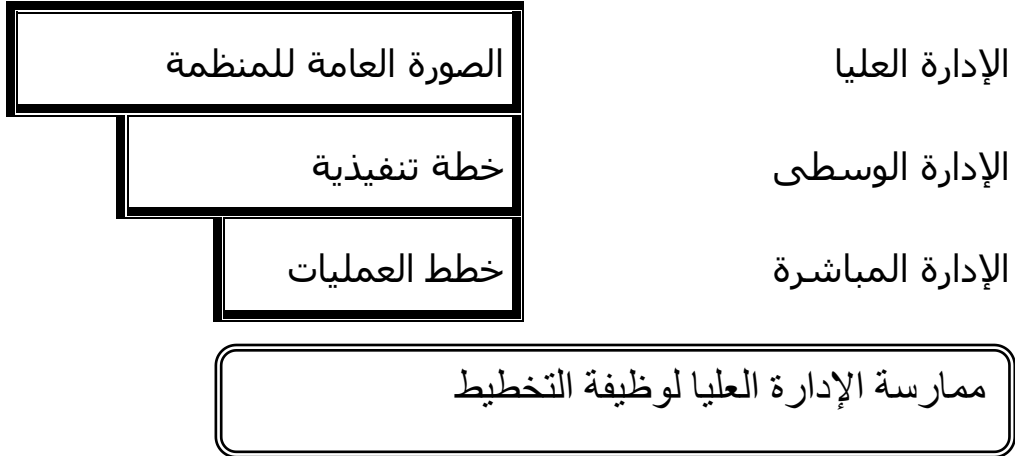 الإدارة العليا الصورة العامة للمنظمة
الإدارة الوسطى خطة تنفيذية
الإدارة المباشرة خطط العمليات
ممارسة الإدارة العليا لوظيفة التخطيط